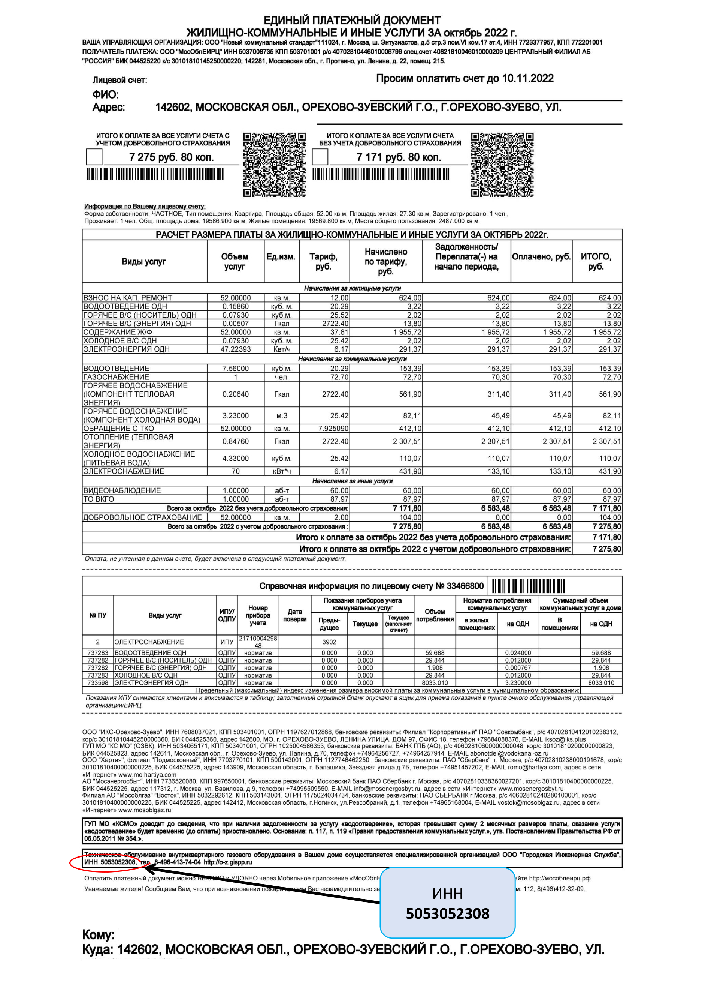 ЕДИНЫЙ ПЛАТЕЖНЫЙ ДОКУМЕНТ
ЖИЛИЩНО-КОММУНАЛЬНЫЕ И ИНЫЕ УСЛУГИ ЗА октябрь 2022 г.
ВАША УПРАВЛЯЮЩАЯ ОРГАНИЗАЦИЯ: ООО "Новый коммунальный стандарт"111024, г. Москва, ш. Энтузиастов, д.5 стр.3 пом.VI ком.17 эт.4, ИНН 7723377957, КПП 772201001
ПОЛУЧАТЕЛЬ ПЛАТЕЖА: ООО "МосОблЕИРЦ" ИНН 5037008735 КПП 503701001 р/с 40702810446010006799 спец.счет 40821810046010000209 ЦЕНТРАЛЬНЫЙ ФИЛИАЛ АБ
"РОССИЯ" БИК 044525220 к/с 30101810145250000220; 142281, Московская обл., г. Протвино, ул. Ленина, д. 22, помещ. 215.
Лицевой счет:
Просим оплатить счет до 10.11.2022
ФИО:
Адрес: 142602, МОСКОВСКАЯ ОБЛ., ОРЕХОВО-ЗУЕВСКИЙ Г.О., Г.ОРЕХОВО-ЗУЕВО, УЛ.
ИТОГО К ОПЛАТЕ ЗА ВСЕ УСЛУГИ СЧЕТА С
УЧЕТОМ ДОБРОВОЛЬНОГО СТРАХОВАНИЯ
7 275 руб. 80 коп.
ИТОГО К ОПЛАТЕ ЗА ВСЕ УСЛУГИ СЧЕТА
БЕЗ УЧЕТА ДОБРОВОЛЬНОГО СТРАХОВАНИЯ
7 171 руб. 80 коп.
Информация по Вашему лицевому счету:
Форма собственности: ЧАСТНОЕ, Тип помещения: Квартира, Площадь общая: 52.00 кв.м, Площадь жилая: 27.30 кв.м, Зарегистрировано: 1 чел.,
Проживает: 1 чел. Общ. площадь дома: 19586.900 кв.м, Жилые помещения: 19569.800 кв.м, Места общего пользования: 2487.000 кв.м.
РАСЧЕТ РАЗМЕРА ПЛАТЫ ЗА ЖИЛИЩНО-КОММУНАЛЬНЫЕ И ИНЫЕ УСЛУГИ ЗА ОКТЯБРЬ 2022г.
Виды услуг
Объем
услуг
Ед.изм.
Тариф,
руб.
Начислено
по тарифу,
руб.
Задолженность/
Переплата(-) на
начало периода,
Оплачено, руб.
ИТОГО,
руб.
Начисления за жилищные услуги
ВЗНОС НА КАП. РЕМОНТ 52.00000 кв.м. 12.00 624,00 624,00 624,00 624,00
ВОДООТВЕДЕНИЕ ОДН 0.15860 куб. м. 20.29 3,22 3,22 3,22 3,22
ГОРЯЧЕЕ В/С (НОСИТЕЛЬ) ОДН 0.07930 куб.м. 25.52 2,02 2,02 2,02 2,02
ГОРЯЧЕЕ В/С (ЭНЕРГИЯ) ОДН 0.00507 Гкал 2722.40 13,80 13,80 13,80 13,80
СОДЕРЖАНИЕ Ж/Ф 52.00000 кв.м. 37.61 1 955,72 1 955,72 1 955,72 1 955,72
ХОЛОДНОЕ В/С ОДН 0.07930 куб. м. 25.42 2,02 2,02 2,02 2,02
ЭЛЕКТРОЭНЕРГИЯ ОДН 47.22393 Квт/ч 6.17 291,37 291,37 291,37 291,37
Начисления за коммунальные услуги
ВОДООТВЕДЕНИЕ 7.56000 куб.м. 20.29 153,39 153,39 153,39 153,39
ГАЗОСНАБЖЕНИЕ 1 чел. 72.70 72,70 70,30 70,30 72,70
ГОРЯЧЕЕ ВОДОСНАБЖЕНИЕ
(КОМПОНЕНТ ТЕПЛОВАЯ
ЭНЕРГИЯ)
0.20640 Гкал 2722.40 561,90 311,40 311,40 561,90
ГОРЯЧЕЕ ВОДОСНАБЖЕНИЕ
(КОМПОНЕНТ ХОЛОДНАЯ ВОДА)
3.23000 м.3 25.42 82,11 45,49 45,49 82,11
ОБРАЩЕНИЕ С ТКО 52.00000 кв.м. 7.925090 412,10 412,10 412,10 412,10
ОТОПЛЕНИЕ (ТЕПЛОВАЯ
ЭНЕРГИЯ)
0.84760 Гкал 2722.40 2 307,51 2 307,51 2 307,51 2 307,51
ХОЛОДНОЕ ВОДОСНАБЖЕНИЕ
(ПИТЬЕВАЯ ВОДА)
4.33000 куб.м. 25.42 110,07 110,07 110,07 110,07
ЭЛЕКТРОСНАБЖЕНИЕ 70 кВт*ч 6.17 431,90 133,10 133,10 431,90
Начисления за иные услуги
ВИДЕОНАБЛЮДЕНИЕ 1.00000 аб-т 60.00 60,00 60,00 60,00 60,00
ТО ВКГО 1.00000 аб-т 87.97 87,97 87,97 87,97 87,97
Всего за октябрь 2022 без учета добровольного страхования: 7 171,80 6 583,48 6 583,48 7 171,80
ДОБРОВОЛЬНОЕ СТРАХОВАНИЕ 52.00000 кв.м. 2.00 104,00 0,00 0,00 104,00
Всего за октябрь 2022 с учетом добровольного страхования : 7 275,80 6 583,48 6 583,48 7 275,80
Итого к оплате за октябрь 2022 без учета добровольного страхования: 7 171,80
Итого к оплате за октябрь 2022 с учетом добровольного страхования: 7 275,80
Оплата, не учтенная в данном счете, будет включена в следующий платежный документ.
Справочная информация по лицевому счету № 33466800
№ ПУ
Виды услуг
ИПУ/
ОДПУ
Номер
прибора
учета
Дата
поверки
Показания приборов учета
коммунальных услуг
Преды-
дущее
Текущее
Текущее
(заполняет
клиент)
Объем
потребления
Норматив потребления
коммунальных услуг
в жилых
помещениях
на ОДН
Суммарный объем
коммунальных услуг в доме
В
помещениях
на ОДН
2 ЭЛЕКТРОСНАБЖЕНИЕ ИПУ 21710004298
48
3902
737283 ВОДООТВЕДЕНИЕ ОДН ОДПУ норматив 0.000 0.000 59.688 0.024000 59.688
737282 ГОРЯЧЕЕ В/С (НОСИТЕЛЬ) ОДН ОДПУ норматив 0.000 0.000 29.844 0.012000 29.844
737282 ГОРЯЧЕЕ В/С (ЭНЕРГИЯ) ОДН ОДПУ норматив 0.000 0.000 1.908 0.000767 1.908
737283 ХОЛОДНОЕ В/С ОДН ОДПУ норматив 0.000 0.000 29.844 0.012000 29.844
733598 ЭЛЕКТРОЭНЕРГИЯ ОДН ОДПУ норматив 0.000 0.000 8033.010 3.230000 8033.010
Предельный (максимальный) индекс изменения размера вносимой платы за коммунальные услуги в муниципальном образовании:
Показания ИПУ снимаются клиентами и вписываются в таблицу; заполненный отрывной бланк опускают в ящик для приема показаний в пункте очного обслуживания управляющей
организации/ЕИРЦ.
ООО "ИКС-Орехово-Зуево", ИНН 7608037021, КПП 503401001, ОГРН 1197627012868, банковские реквизиты: Филиал "Корпоративный" ПАО "Совкомбанк", р/с 40702810412010238312,
кор/с 30101810445250000360, БИК 044525360, адрес 142600, МО, г. ОРЕХОВО-ЗУЕВО, ЛЕНИНА УЛИЦА, ДОМ 97, ОФИС 18, телефон +79684088376, E-MAIL iksoz@iks.plus
ГУП МО "КС МО" (ОЗВК), ИНН 5034065171, КПП 503401001, ОГРН 1025004586353, банковские реквизиты: БАНК ГПБ (АО), р/с 40602810600000000048, кор/с 30101810200000000823,
БИК 044525823, адрес 142611, Московская обл., г. Орехово-Зуево, ул. Лапина, д.70, телефон +74964256727, +74964257914, E-MAIL abonotdel@vodokanal-oz.ru
ООО "Хартия", филиал "Подмосковный", ИНН 7703770101, КПП 500143001, ОГРН 1127746462250 , банковские реквизиты: ПАО "Сбербанк", г. Москва, р/с 40702810238000191678, кор/с
30101810400000000225, БИК 044525225, адрес 143909, Московская область, г. Балашиха, Звездная улица д.7Б, телефон +74951457202, E-MAIL romo@hartiya.com, адрес в сети
«Интернет» www.mo.hartiya.com
АО "Мосэнергосбыт", ИНН 7736520080, КПП 997650001, банковские реквизиты: Московский банк ПАО Сбербанк г. Москва, р/с 40702810338360027201, кор/с 30101810400000000225,
БИК 044525225, адрес 117312, г. Москва, ул. Вавилова, д.9, телефон +74995509550, E-MAIL info@mosenergosbyt.ru, адрес в сети «Интернет» www.mosenergosbyt.ru
Филиал АО "Мособлгаз" "Восток", ИНН 5032292612, КПП 503143001, ОГРН 1175024034734, банковские реквизиты: ПАО СБЕРБАНК г.Москва, р/с 40602810240280100001, кор/с
30101810400000000225, БИК 044525225, адрес 142412, Московская область, г.Ногинск, ул.Ревсобраний, д.1, телефон +74965168004, E-MAIL vostok@mosoblgaz.ru, адрес в сети
«Интернет» www.mosoblgaz.ru
ГУП МО «КСМО» доводит до сведения, что при наличии задолженности за услугу «водоотведение», которая превышает сумму 2 месячных размеров платы, оказание услуги
«водоотведение» будет временно (до оплаты) приостановлено. Основание: п. 117, п. 119 «Правил предоставления коммунальных услуг.», утв. Постановлением Правительства РФ от
06.05.2011 № 354.».
Техническое обслуживание внутриквартирного газового оборудования в Вашем доме осуществляется специализированной организацией ООО "Городская Инженерная Служба",
ИНН 5053052308, тел. 8-496-413-74-04 http://o-z.gispp.ru
Оплатить платежный документ можно БЫСТРО и УДОБНО через Мобильное приложение «МосОблЕ айте http://мособлеирц.рф
Уважаемые жители! Сообщаем Вам, что при возникновении пожара просим Вас незамедлительно зв м: 112, 8(496)412-32-09.
ИНН
5053052308
Кому:
Куда: 142602, МОСКОВСКАЯ ОБЛ., ОРЕХОВО-ЗУЕВСКИЙ Г.О., Г.ОРЕХОВО-ЗУЕВО, УЛ.